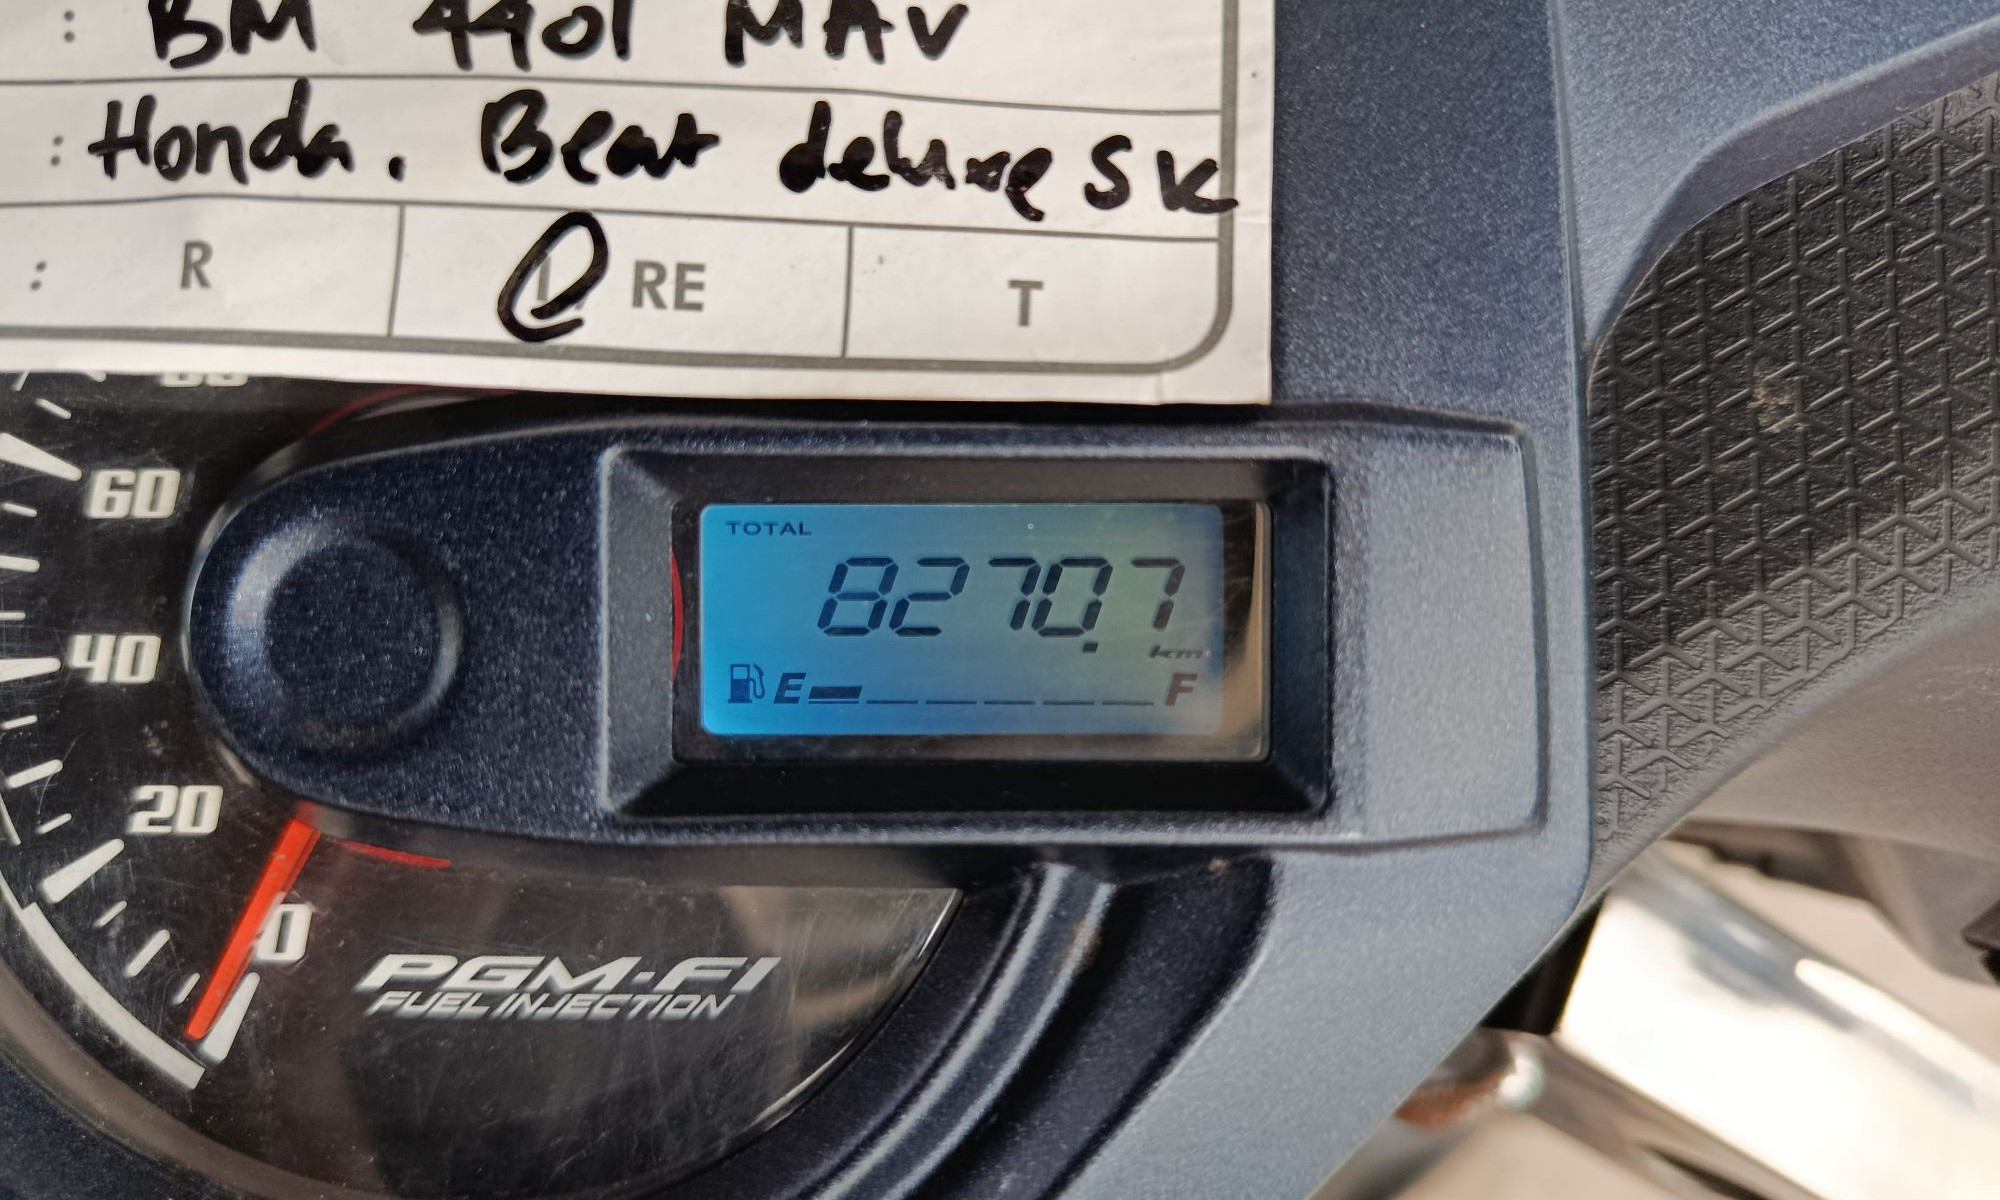 : BM 4401 MAV
: Honda. Beat deluxe SK
: R I / RE T
60
40
20
0
TOTAL
8270.7
km
E F
PGM-FI
FUEL INJECTION